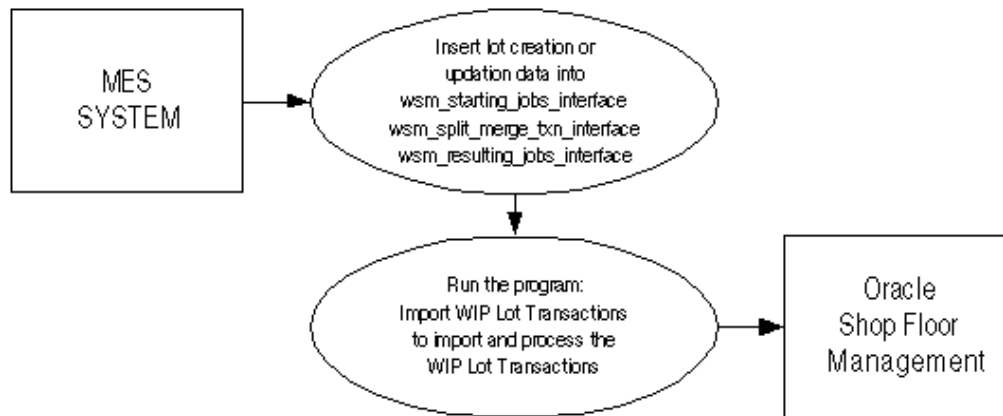 MES
SYSTEM
Insert lot creation or
updation data into
wsm_starting_jobs_interface
wsm_split_merge_txn_interface
wsm_resulting_jobs_interface
Run the program:
Import WIP Lot Transactions
to import and process the
WIP Lot Transactions
Oracle
Shop Floor
Management